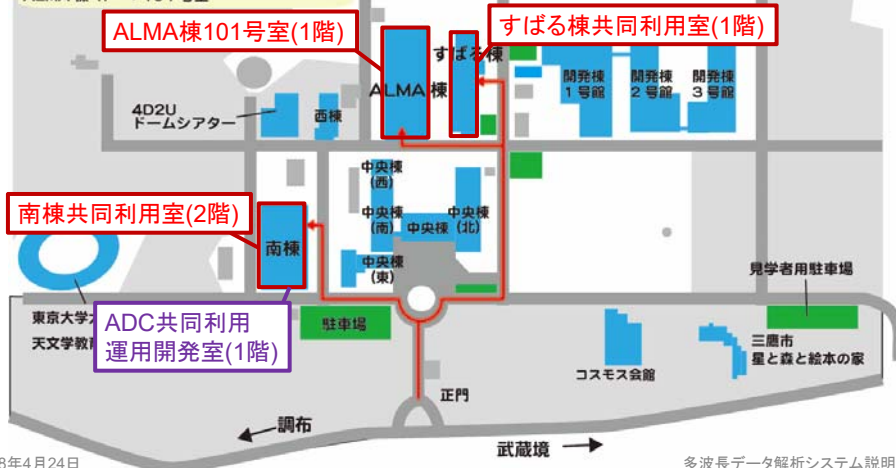 ALMA棟101号室(1階)
すばる棟共同利用室(1階)
すばる棟
ALMA 棟
開発棟
1 号館
開発棟
2 号館
開発棟
3 号館
4D2U
ドームシアター
西棟
中央棟
(西)
南棟共同利用室(2階)
中央棟
(南)
中央棟
中央棟
(北)
南棟
中央棟
(東)
見学者用駐車場
東京大学
天文学教
ADC共同利用
運用開発室(1階)
駐車場
三鷹市
星と森と絵本の家
コスモス会館
正門
調布
武蔵境
8年4月24日
多波長データ解析システム説明